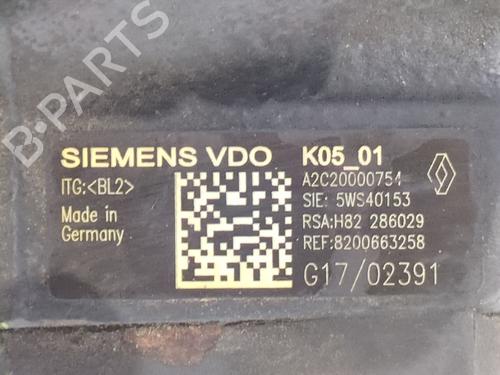 B-PARTS
SIEMENS VDO K05_01
ITG:<BL2> A2C20000754
SIE: 5WS40153
Made in Germany
RSA:H82 286029
REF:8200663258
G17/02391